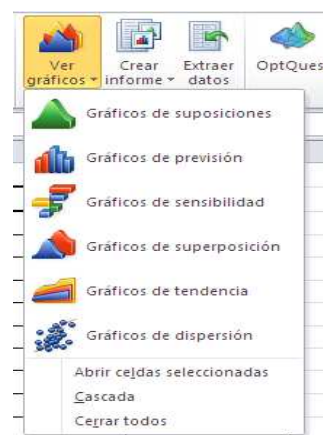 Ver Crear Extraer OptQues
gráficos informe datos
Gráficos de suposiciones
Gráficos de previsión
Gráficos de sensibilidad
Gráficos de superposición
Gráficos de tendencia
Gráficos de dispersión
Abrir celdas seleccionadas
Cascada
Cerrar todos